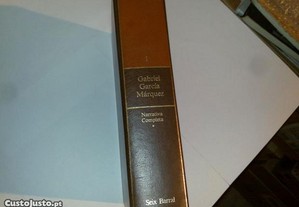 Gabriel
García
Márquez
Narrativa
Completa
Seix Barral
CustoJusto.pt